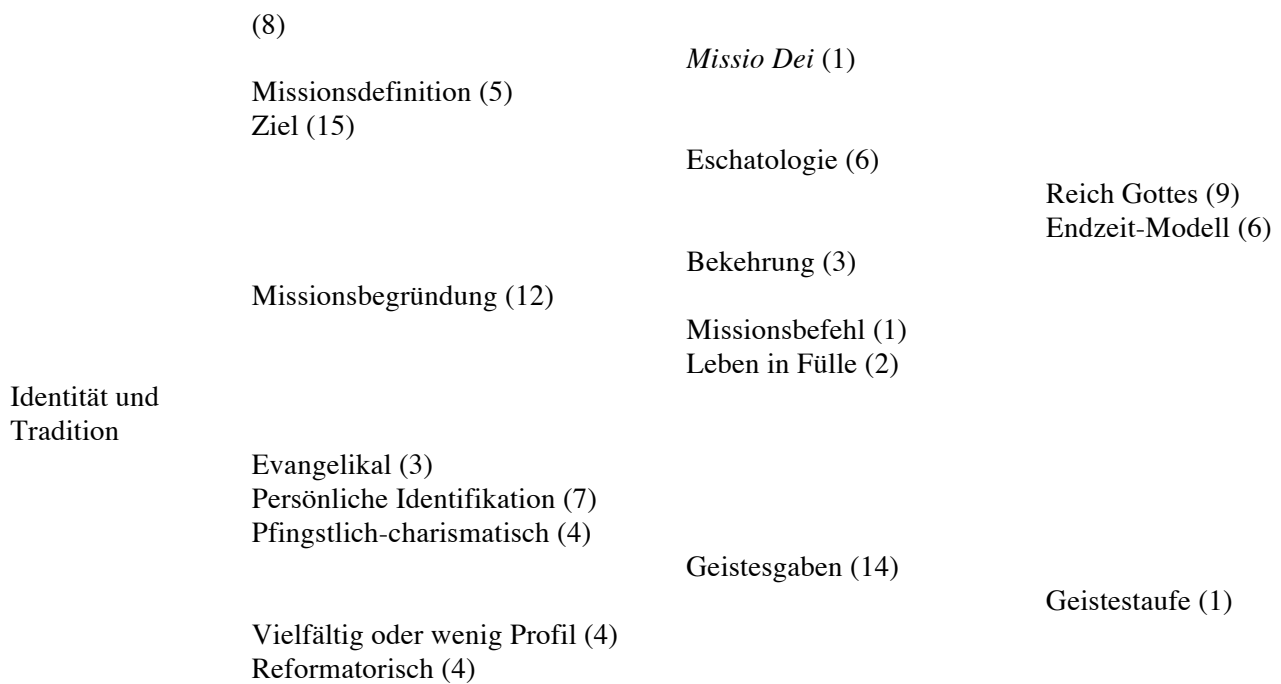 (8)
Missio Dei (1)
Missionsdefinition (5)
Ziel (15)
Eschatologie (6)
Reich Gottes (9)
Endzeit-Modell (6)
Bekehrung (3)
Missionsbegründung (12)
Missionsbefehl (1)
Leben in Fülle (2)
Identität und
Tradition
Evangelikal (3)
Persönliche Identifikation (7)
Pfingstlich-charismatisch (4)
Geistesgaben (14)
Geistestaufe (1)
Vielfältig oder wenig Profil (4)
Reformatorisch (4)